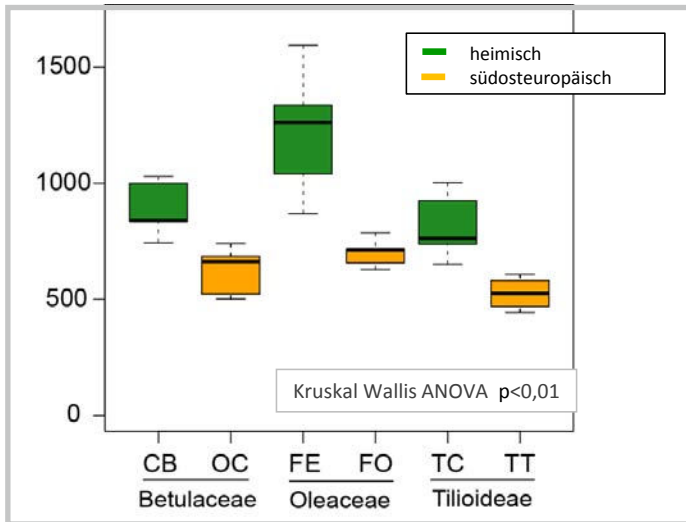 heimisch
südosteuropäisch
1500
1000
500
0
Kruskal Wallis ANOVA p<0,01
CB OC FE FO TC TT
Betulaceae Oleaceae Tilioideae